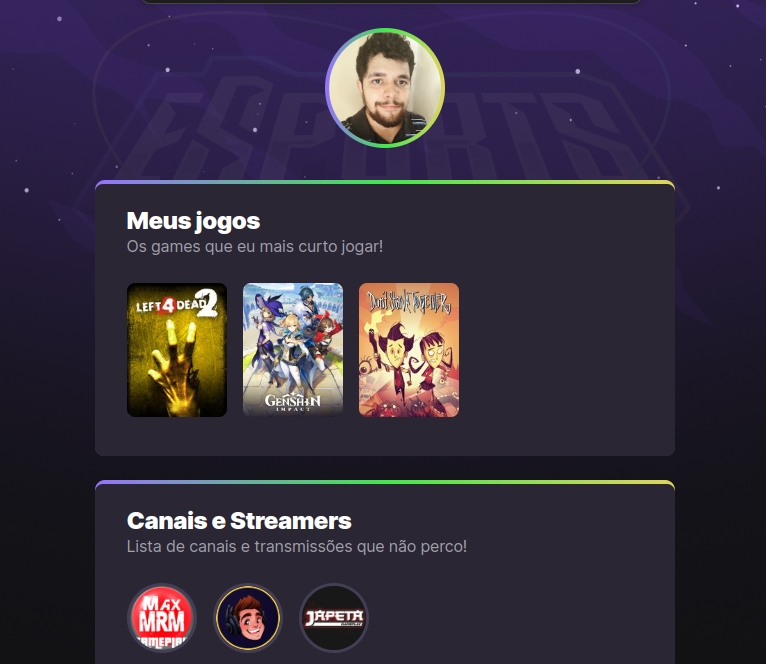 ESPORTS
Meus jogos
Os games que eu mais curto jogar!
LEFT 4 DEAD 2
GENSHIN
IMPACT
Don't Starve Together
Canais e Streamers
Lista de canais e transmissões que não perco!
MAX
MRM
GAMEPLAY
JAPETA